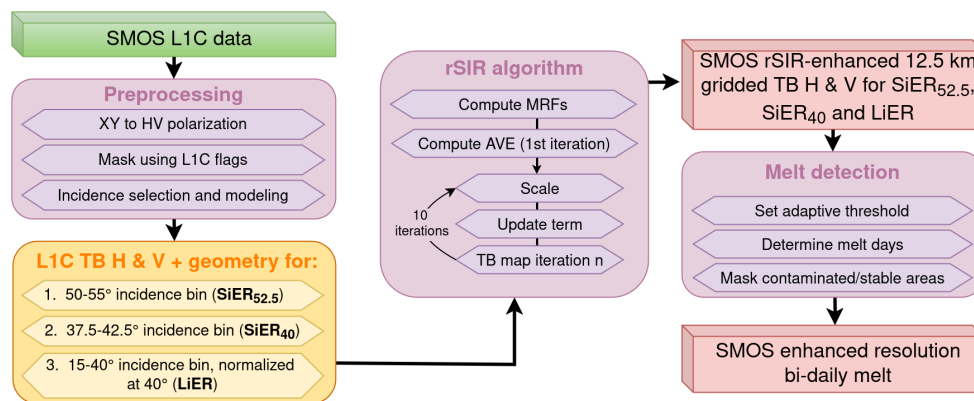 SMOS L1C data
Preprocessing
XY to HV polarization
Mask using L1C flags
Incidence selection and modeling
L1C TB H & V + geometry for:
1. 50-55° incidence bin (SiER52.5)
2. 37.5-42.5° incidence bin (SiER40)
3. 15-40° incidence bin, normalized
at 40° (LiER)
rSIR algorithm
Compute MRFs
Compute AVE (1st iteration)
Scale
10
iterations
Update term
TB map iteration n
SMOS rSIR-enhanced 12.5 km
gridded TB H & V for SiER52.5,
SiER40 and LiER
Melt detection
Set adaptive threshold
Determine melt days
Mask contaminated/stable areas
SMOS enhanced resolution
bi-daily melt